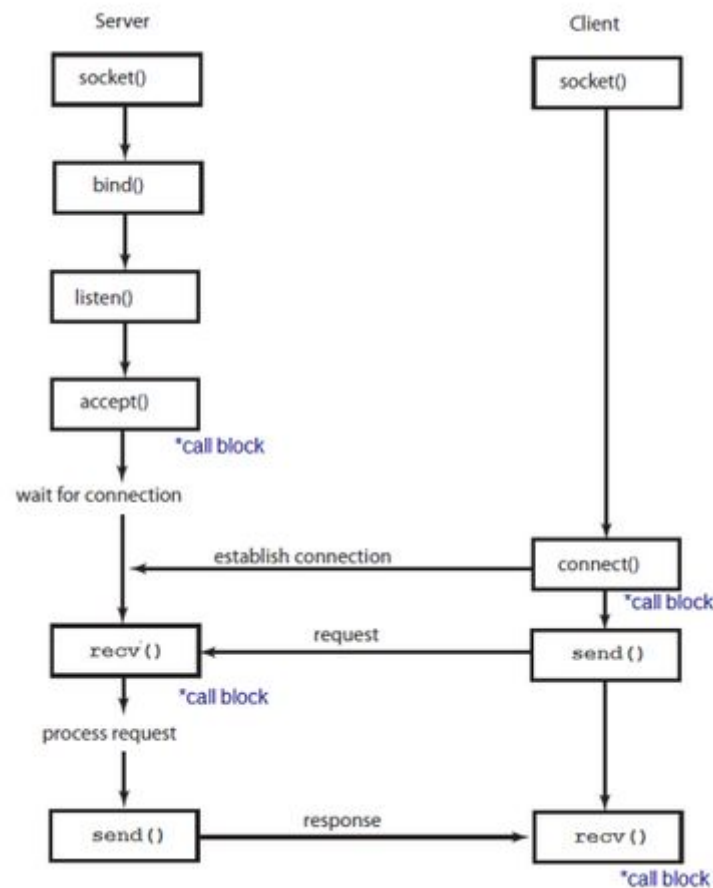 Server
Client
socket()
socket()
bind()
listen()
accept()
*call block
wait for connection
establish connection
connect()
*call block
request
recv()
send()
*call block
process request
response
send()
recv()
*call block